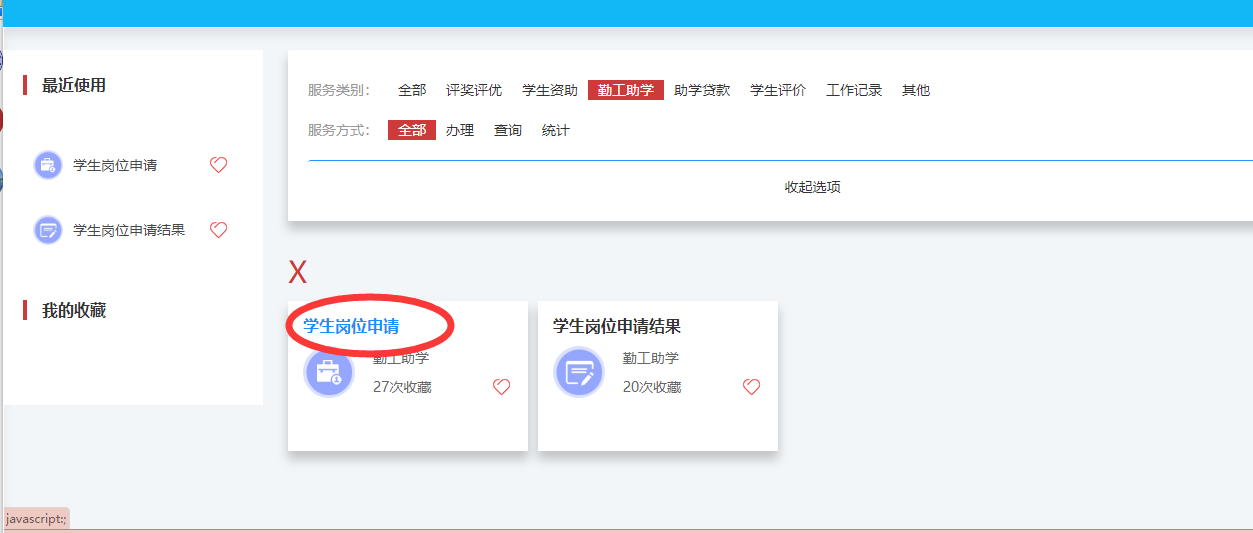 最近使用
学生岗位申请
学生岗位申请结果
我的收藏
服务类别： 全部 评奖评优 学生资助 勤工助学 助学贷款 学生评价 工作记录 其他
服务方式： 全部 办理 查询 统计
收起选项
X
学生岗位申请
勤工助学
27次收藏
学生岗位申请结果
勤工助学
20次收藏
javascript:;